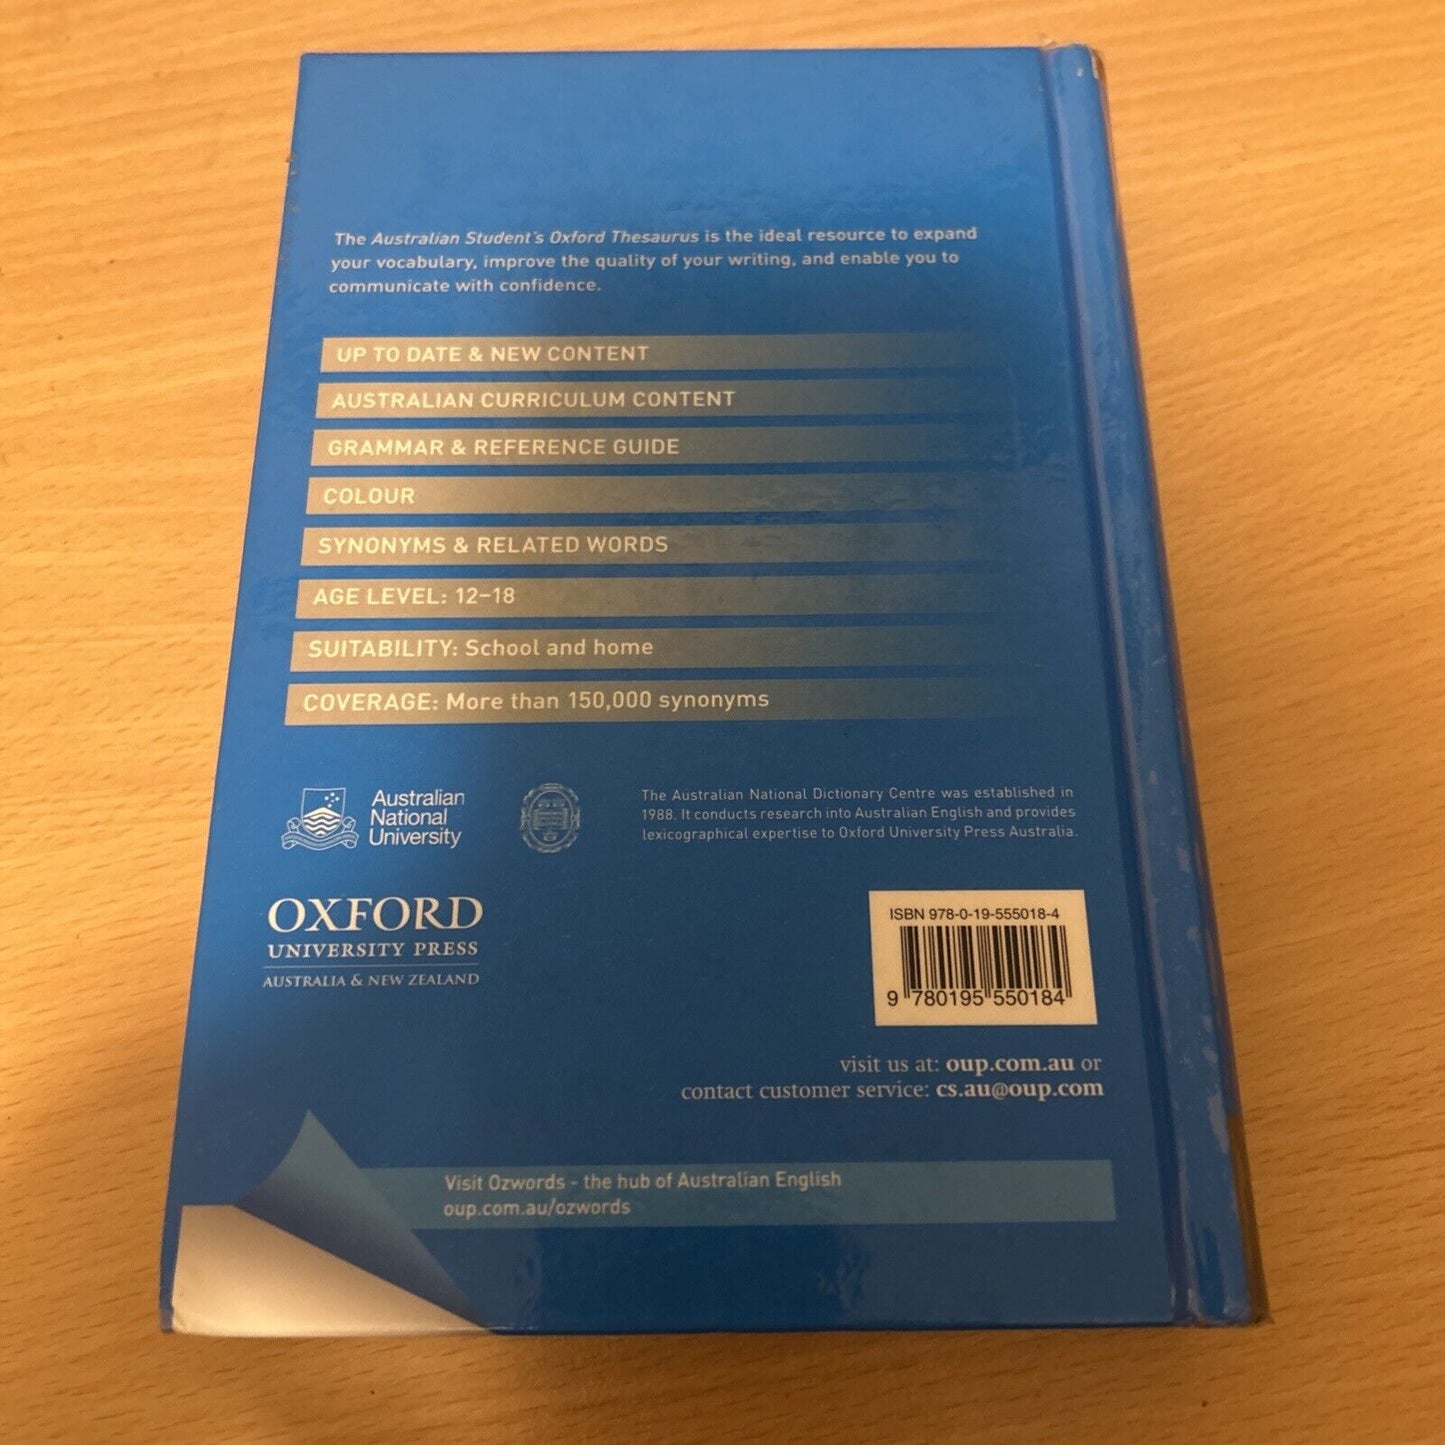 The Australian Student's Oxford Thesaurus is the ideal resource to expand
your vocabulary, improve the quality of your writing, and enable you to
communicate with confidence.
UP TO DATE & NEW CONTENT
AUSTRALIAN CURRICULUM CONTENT
GRAMMAR & REFERENCE GUIDE
COLOUR
SYNONYMS & RELATED WORDS
AGE LEVEL: 12–18
SUITABILITY: School and home
COVERAGE: More than 150,000 synonyms
Australian
National
University
The Australian National Dictionary Centre was established in
1988. It conducts research into Australian English and provides
lexicographical expertise to Oxford University Press Australia.
OXFORD
UNIVERSITY PRESS
AUSTRALIA & NEW ZEALAND
ISBN 978-0-19-555018-4
9 780195 550184
visit us at: oup.com.au or
contact customer service: cs.au@oup.com
Visit Ozwords - the hub of Australian English
oup.com.au/ozwords